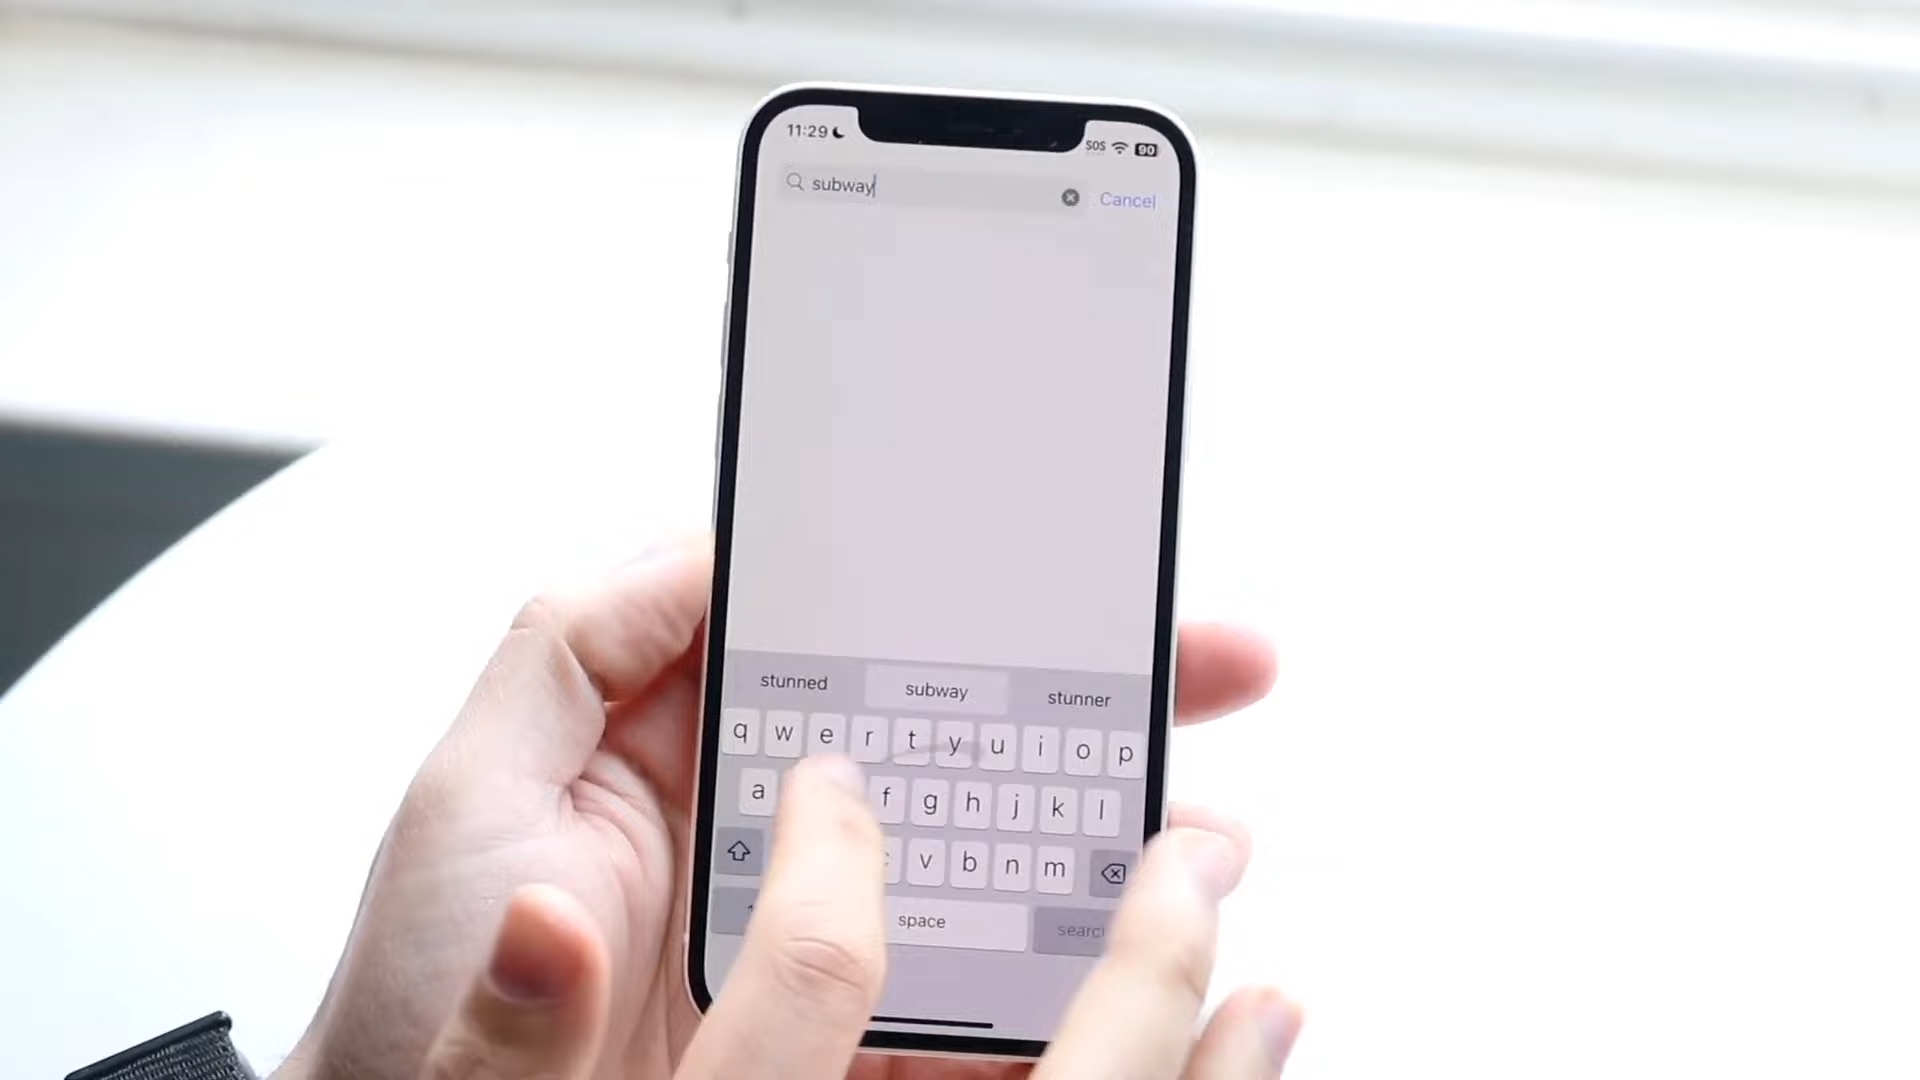 11:29
SOS 90
subway
Cancel
stunned subway stunner
q w e r t y u i o p
a f g h j k l
v b n m
space